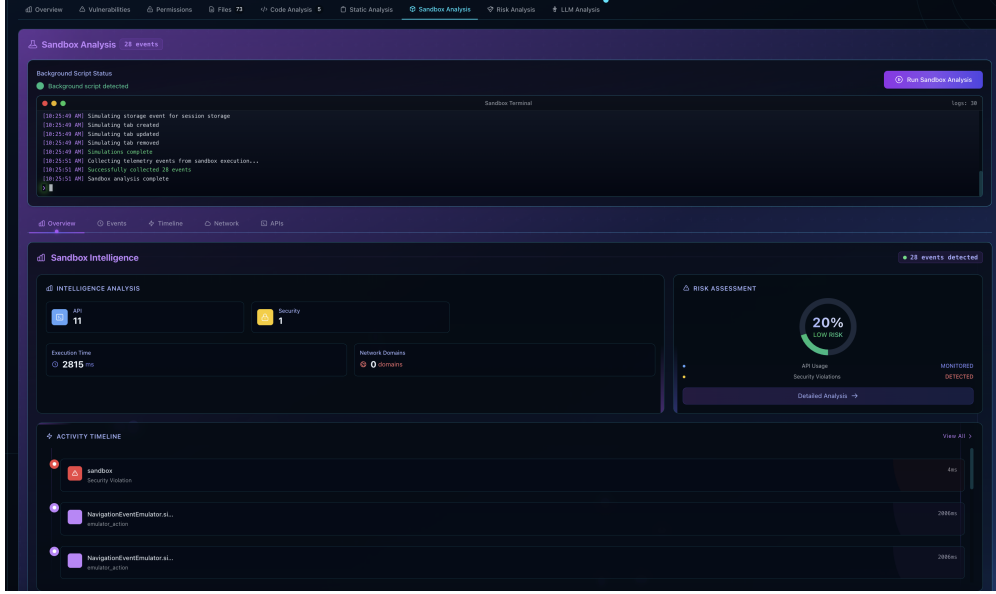 Overview Vulnerabilities Permissions Files 73 Code Analysis 5 Static Analysis Sandbox Analysis Risk Analysis LLM Analysis
Sandbox Analysis 28 events
Background Script Status
Background script detected
Run Sandbox Analysis
Sandbox Terminal logs: 30
[10:25:49 AM] Simulating storage event for session storage
[10:25:49 AM] Simulating tab created
[10:25:49 AM] Simulating tab updated
[10:25:49 AM] Simulating tab removed
[10:25:49 AM] Simulations complete
[10:25:51 AM] Collecting telemetry events from sandbox execution...
[10:25:51 AM] Successfully collected 28 events
[10:25:51 AM] Sandbox analysis complete
>
Overview Events Timeline Network APIs
Sandbox Intelligence
28 events detected
INTELLIGENCE ANALYSIS
API
11
Security
1
Execution Time
2815 ms
Network Domains
0 domains
RISK ASSESSMENT
20%
LOW RISK
API Usage MONITORED
Security Violations DETECTED
Detailed Analysis →
ACTIVITY TIMELINE
View All >
sandbox
Security Violation
4ms
NavigationEventEmulator.si...
emulator_action
2006ms
NavigationEventEmulator.si...
emulator_action
2006ms